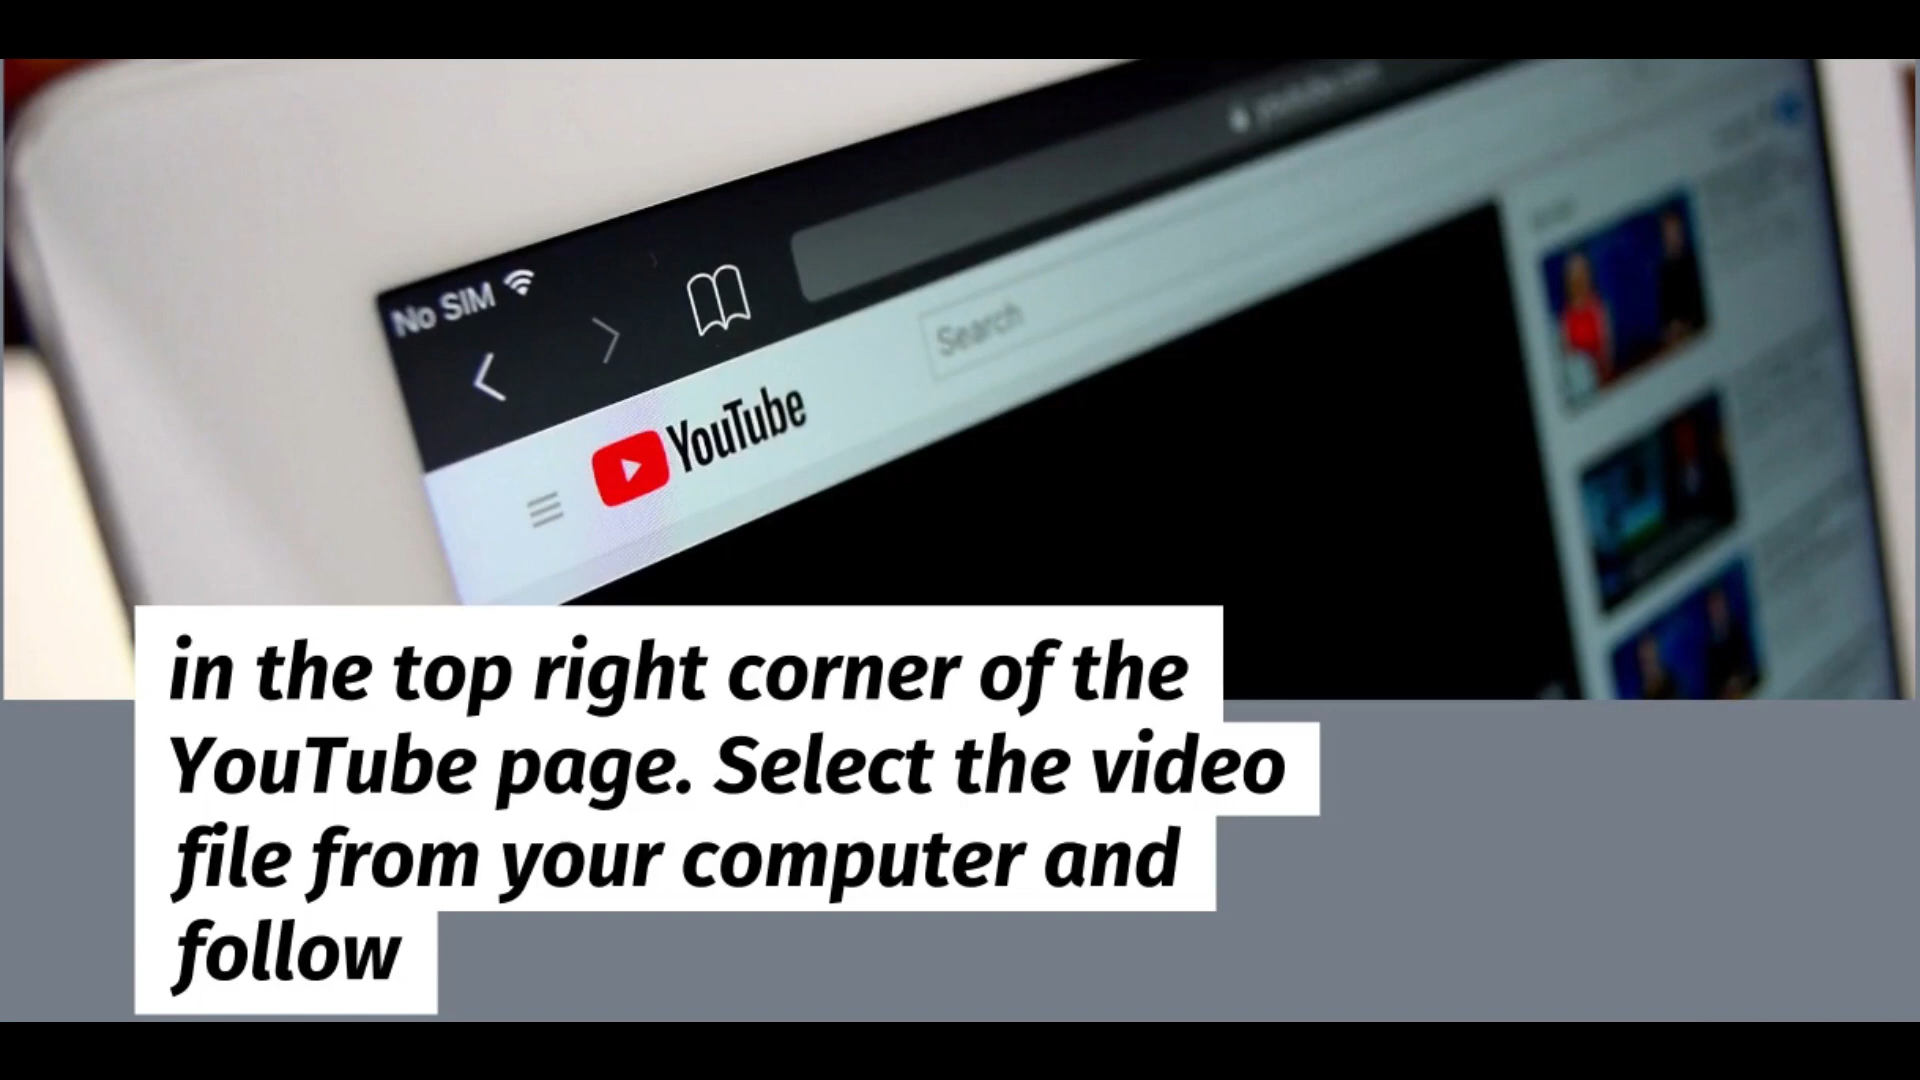 No SIM
Search
YouTube
in the top right corner of the
YouTube page. Select the video
file from your computer and
follow